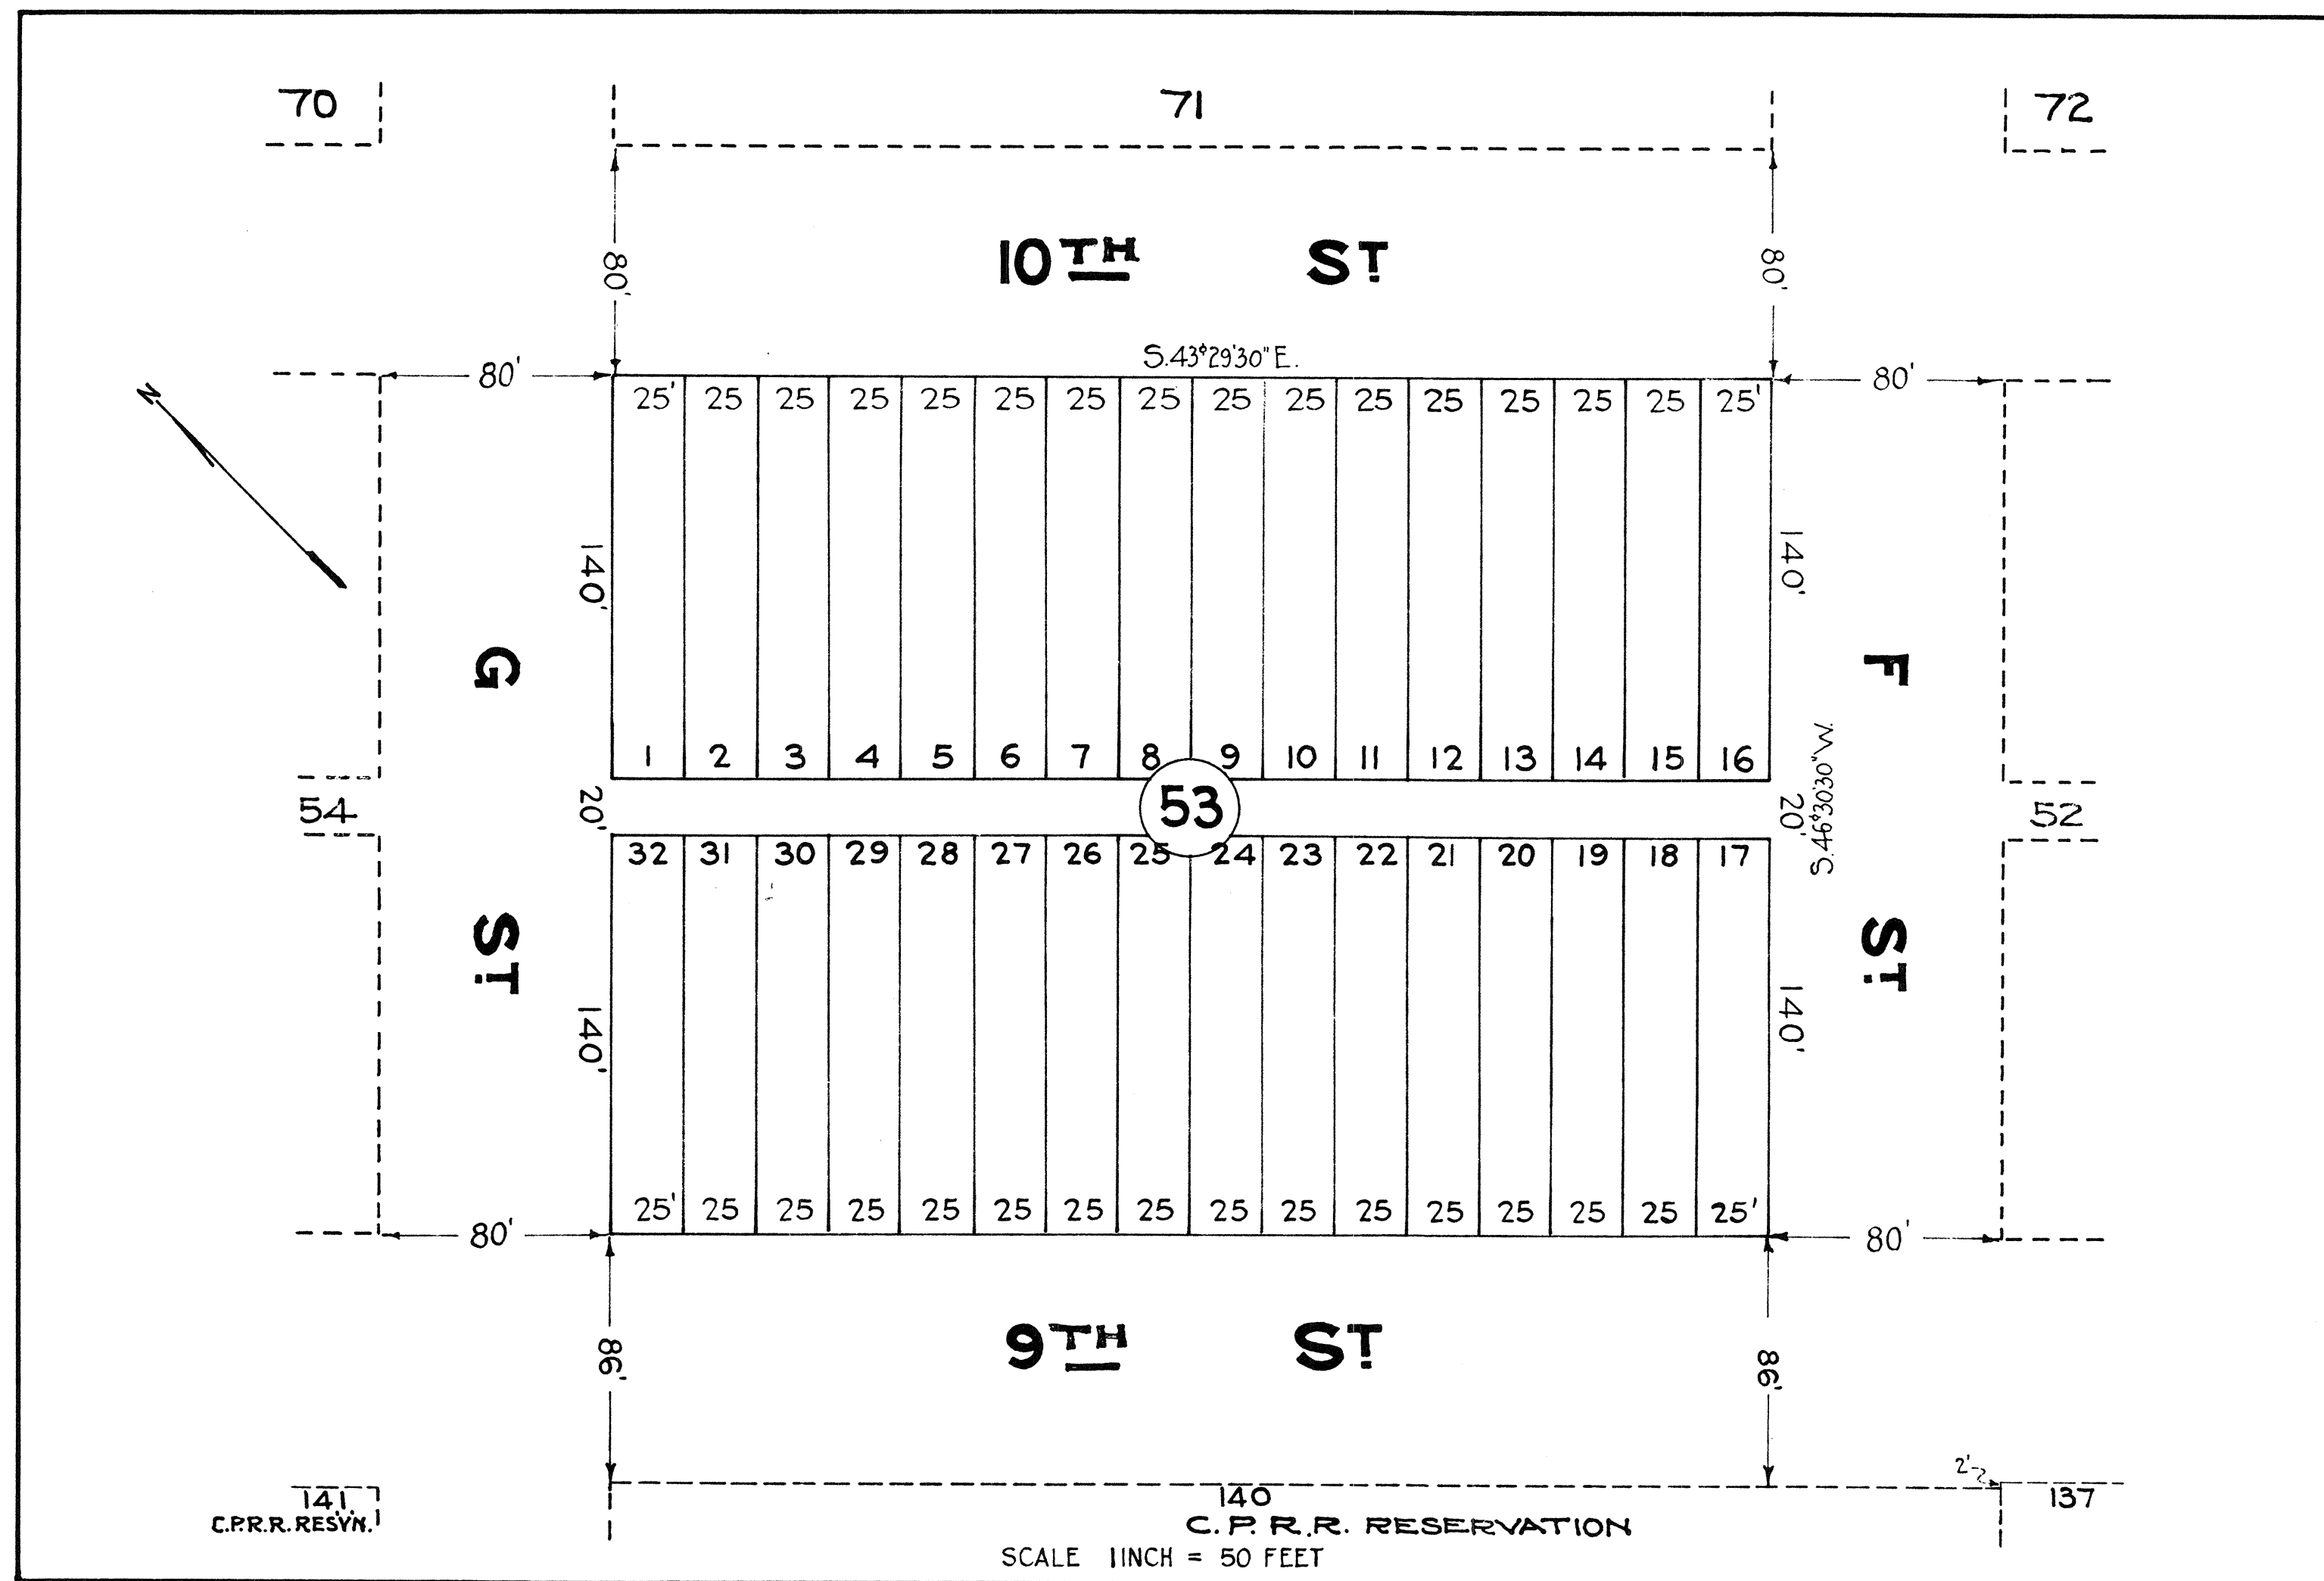 70 71 72
80' 80'
10TH ST
S.43°29'30"E.
80' 80'
25' 25 25 25 25 25 25 25 25 25 25 25 25 25 25 25'
N
140' 140'
G F
1 2 3 4 5 6 7 8 9 10 11 12 13 14 15 16
S.46°30'30"W.
54 20' 53 20' 52
32 31 30 29 28 27 26 25 24 23 22 21 20 19 18 17
ST ST
140' 140'
25' 25 25 25 25 25 25 25 25 25 25 25 25 25 25 25'
80' 80'
9TH ST
86' 86'
2'
141. 140 137
C.P.R.R. RESV'N. C.P.R.R. RESERVATION
SCALE 1INCH = 50 FEET